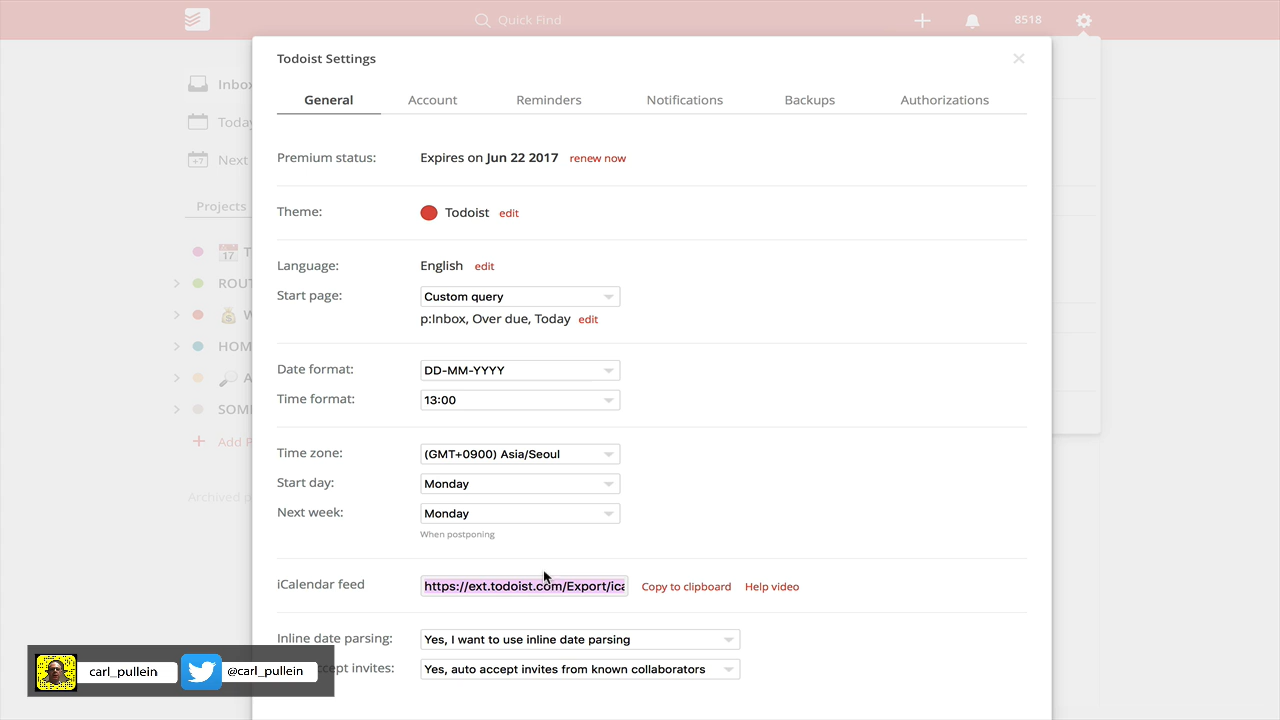 Quick Find
8518
Todoist Settings
General Account Reminders Notifications Backups Authorizations
Inbox
Today
Next
Projects
Premium status: Expires on Jun 22 2017 renew now
Theme: Todoist edit
Language: English edit
Start page: Custom query
p:Inbox, Over due, Today edit
Date format: DD-MM-YYYY
Time format: 13:00
Time zone: (GMT+0900) Asia/Seoul
Start day: Monday
Next week: Monday
When postponing
iCalendar feed https://ext.todoist.com/Export/ica Copy to clipboard Help video
Inline date parsing: Yes, I want to use inline date parsing
invites: Yes, auto accept invites from known collaborators
17
ROU
HOM
SOM
Add P
Archived p
carl_pullein @carl_pullein